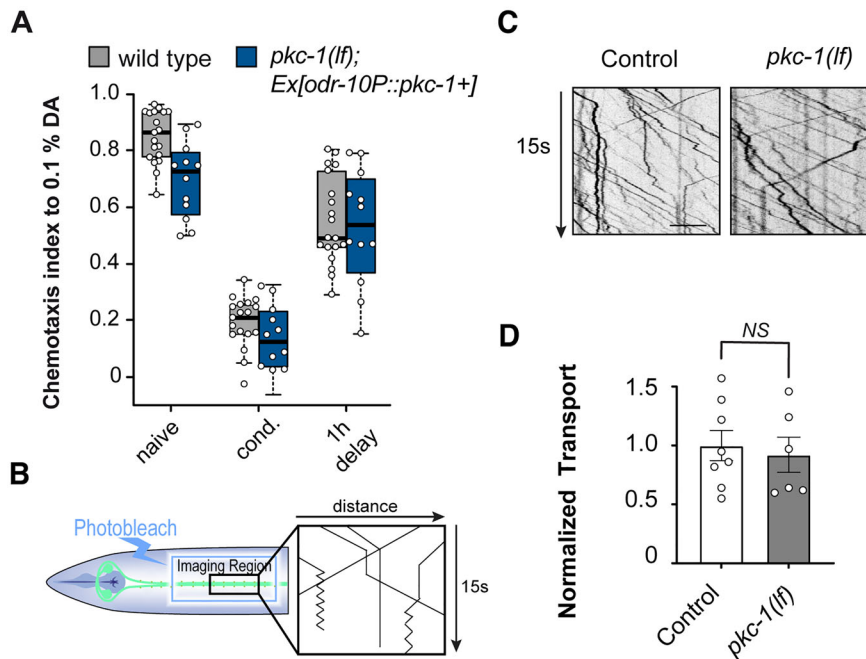 A
wild type
pkc-1(lf);
Ex[odr-10P::pkc-1+]
Chemotaxis index to 0.1 % DA
1.0
0.8
0.6
0.4
0.2
0
naive
cond.
1h
delay
B
Photobleach
Imaging Region
distance
15s
C
Control
pkc-1(lf)
15s
D
NS
Normalized Transport
1.5
1.0
0.5
0
Control
pkc-1(lf)